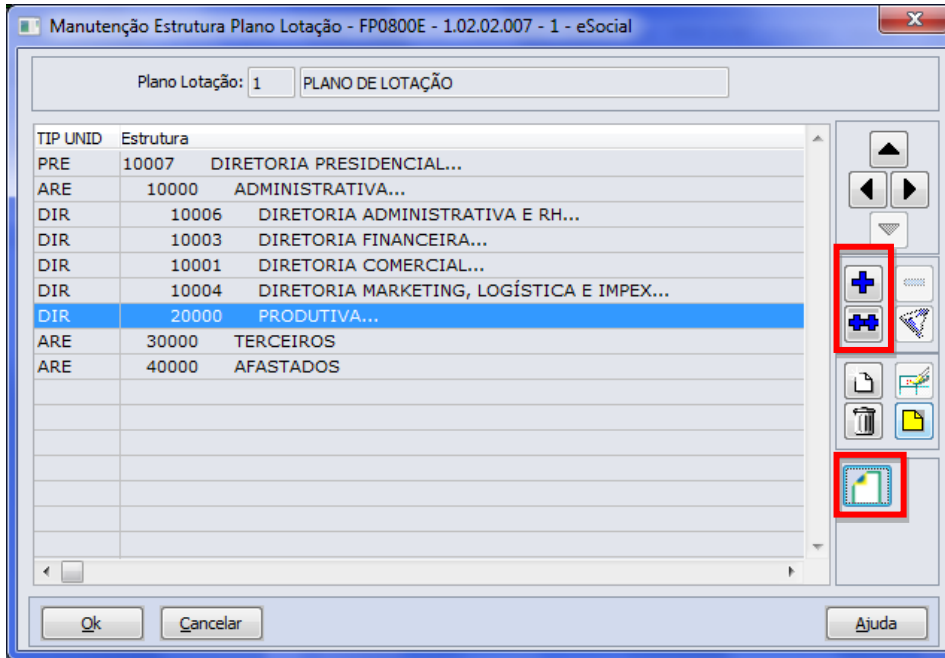 Manutenção Estrutura Plano Lotação - FP0800E - 1.02.02.007 - 1 - eSocial
Plano Lotação: 1 PLANO DE LOTAÇÃO
TIP UNID Estrutura
PRE 10007 DIRETORIA PRESIDENCIAL...
ARE 10000 ADMINISTRATIVA...
DIR 10006 DIRETORIA ADMINISTRATIVA E RH...
DIR 10003 DIRETORIA FINANCEIRA...
DIR 10001 DIRETORIA COMERCIAL...
DIR 10004 DIRETORIA MARKETING, LOGÍSTICA E IMPEX...
DIR 20000 PRODUTIVA...
ARE 30000 TERCEIROS
ARE 40000 AFASTADOS
Ok Cancelar Ajuda